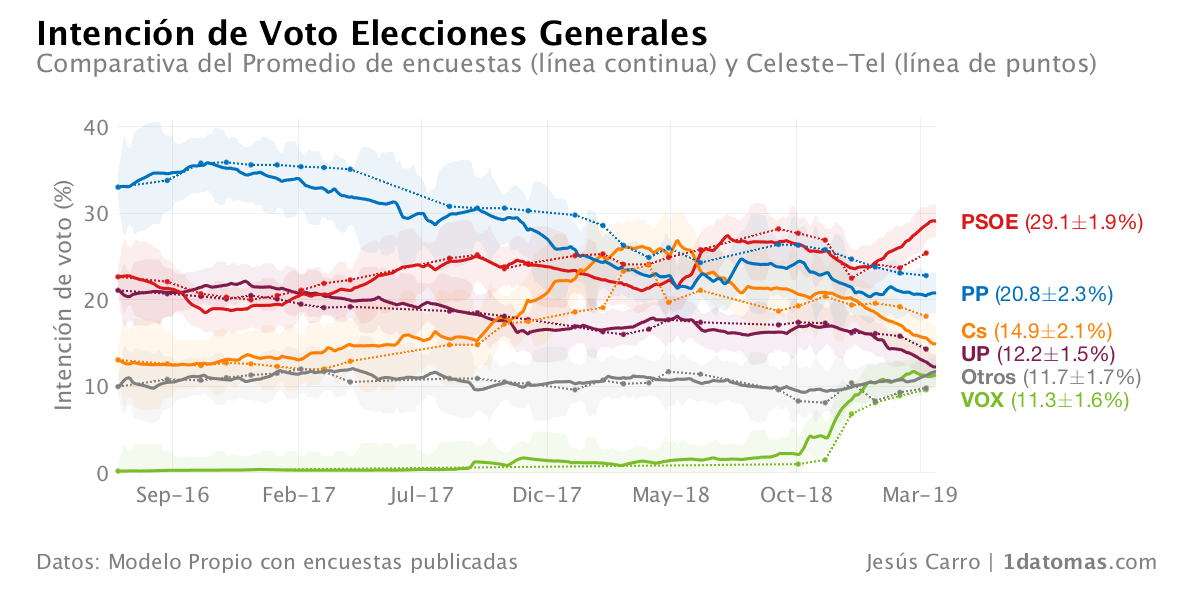 Intención de Voto Elecciones Generales
Comparativa del Promedio de encuestas (línea continua) y Celeste-Tel (línea de puntos)
Intención de voto (%)
40
30
20
10
0
Sep-16
Feb-17
Jul-17
Dic-17
May-18
Oct-18
Mar-19
PSOE (29.1±1.9%)
PP (20.8±2.3%)
Cs (14.9±2.1%)
UP (12.2±1.5%)
Otros (11.7±1.7%)
VOX (11.3±1.6%)
Datos: Modelo Propio con encuestas publicadas
Jesús Carro | 1datomas.com